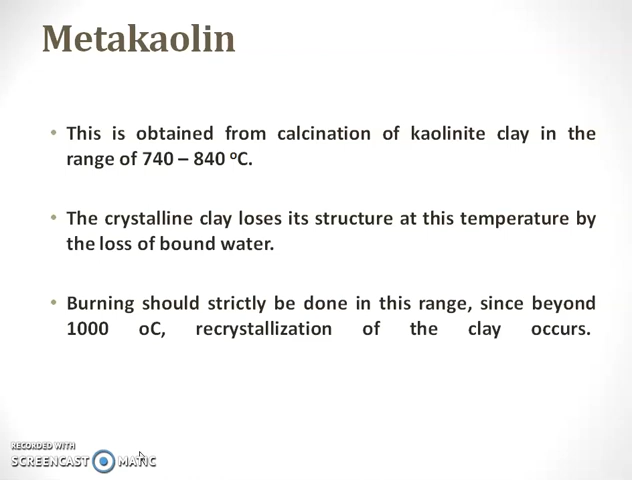 Metakaolin
• This is obtained from calcination of kaolinite clay in the
range of 740 – 840 ºC.
• The crystalline clay loses its structure at this temperature by
the loss of bound water.
• Burning should strictly be done in this range, since beyond
1000 oC, recrystallization of the clay occurs.
RECORDED WITH
SCREENCAST MATIC